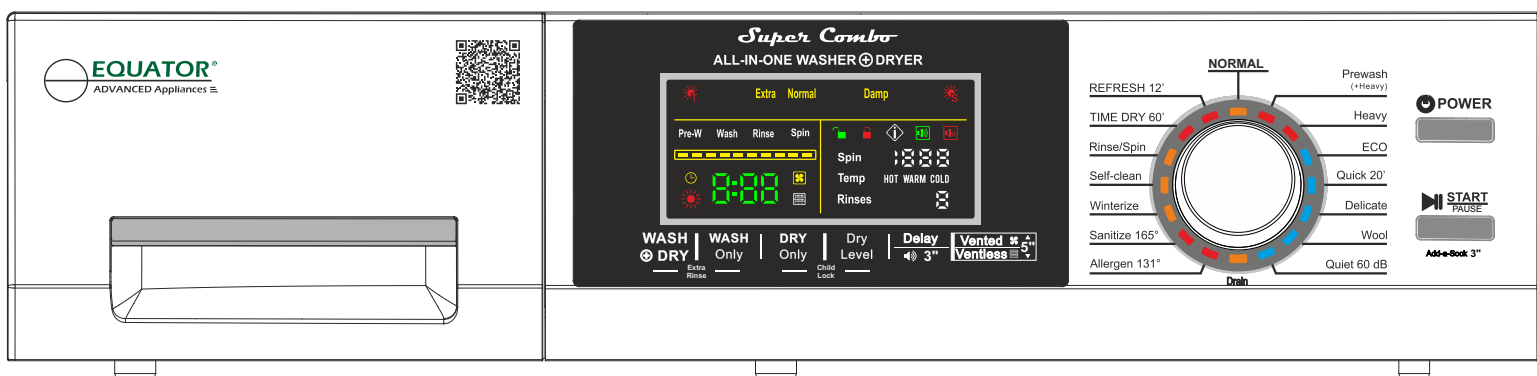 EQUATOR®
ADVANCED Appliances
Super Combo
ALL-IN-ONE WASHER + DRYER
T Extra Normal Damp S
Pre-W Wash Rinse Spin
Spin 1888
Temp HOT WARM COLD
Rinses 8
8:88
WASH + DRY
Extra Rinse
WASH Only
DRY Only
Child Lock
Dry Level
Delay
3"
Vented
Ventless
5"
NORMAL
REFRESH 12'
TIME DRY 60'
Rinse/Spin
Self-clean
Winterize
Sanitize 165°
Allergen 131°
Drain
Prewash
(+Heavy)
Heavy
ECO
Quick 20'
Delicate
Wool
Quiet 60 dB
POWER
START
PAUSE
Add-a-Sock 3"